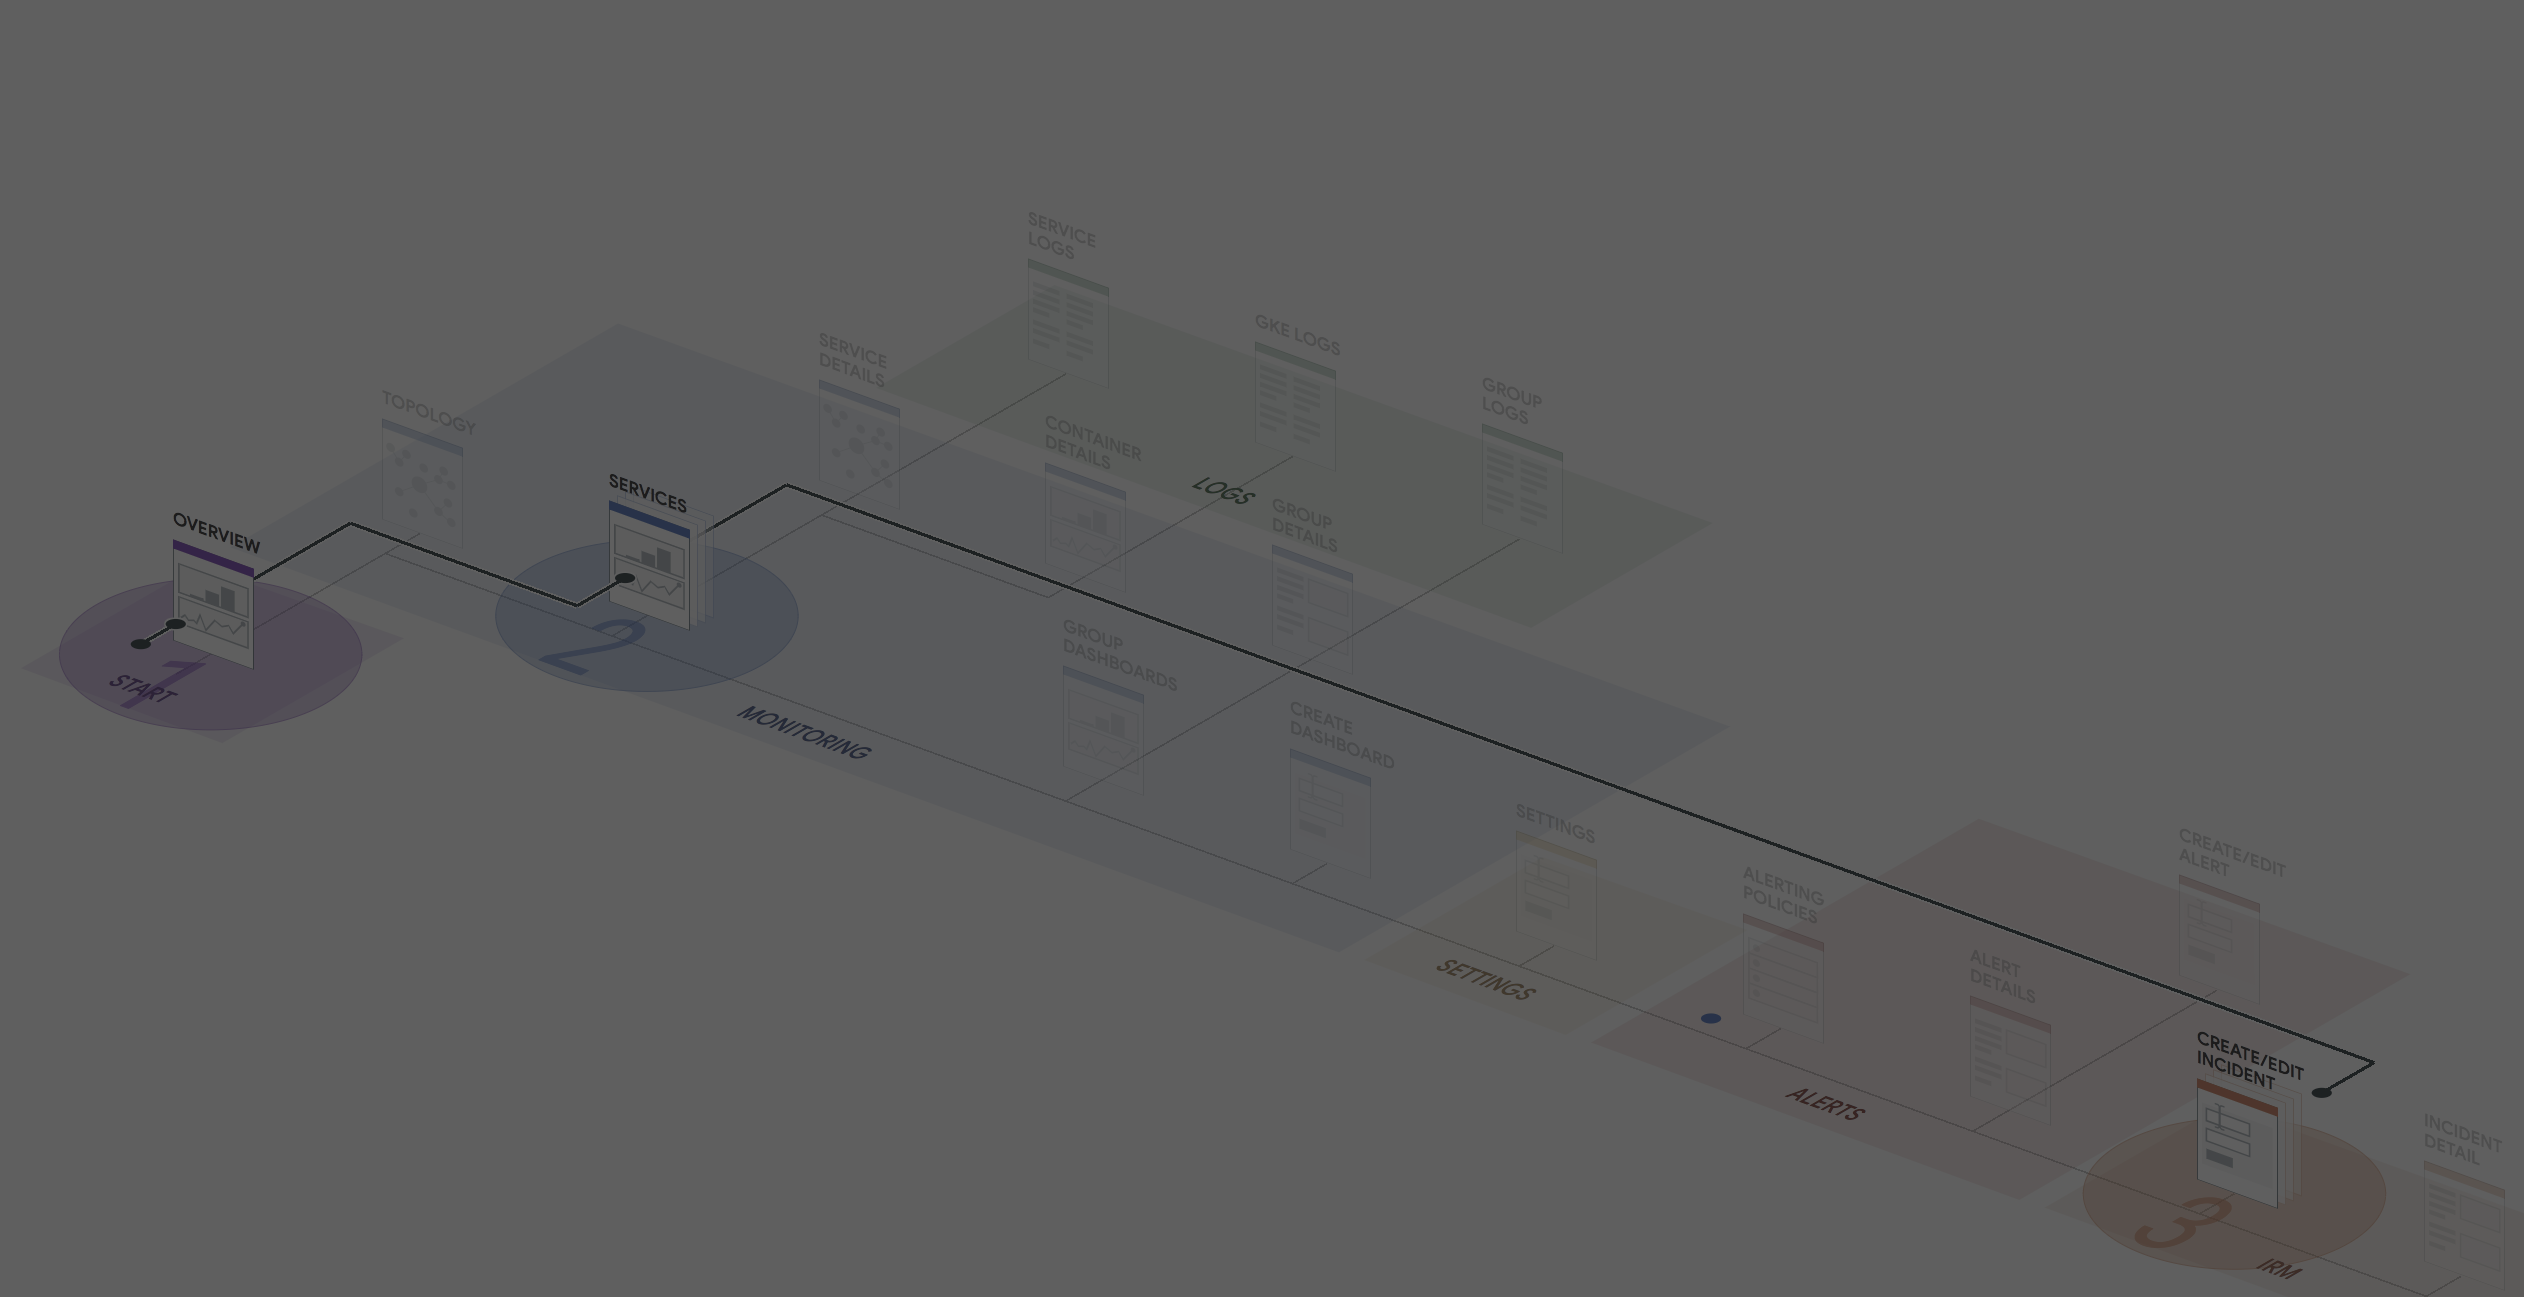 SERVICE
LOGS
GKE LOGS
SERVICE
DETAILS
GROUP
LOGS
TOPOLOGY
CONTAINER
DETAILS
LOGS
SERVICES
GROUP
DETAILS
OVERVIEW
1
START
2
GROUP
DASHBOARDS
MONITORING
CREATE
DASHBOARD
SETTINGS
SETTINGS
ALERTING
POLICIES
CREATE/EDIT
ALERT
ALERT
DETAILS
ALERTS
CREATE/EDIT
INCIDENT
INCIDENT
DETAIL
3
IRM